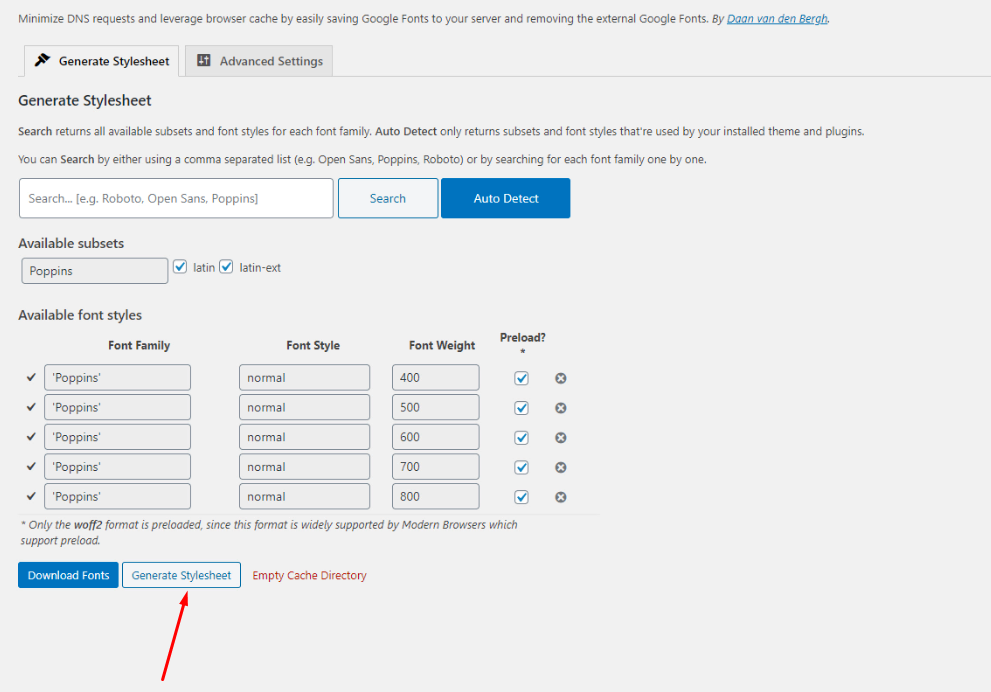 Minimize DNS requests and leverage browser cache by easily saving Google Fonts to your server and removing the external Google Fonts. By Daan van den Bergh.
Generate Stylesheet
Advanced Settings
Generate Stylesheet
Search returns all available subsets and font styles for each font family. Auto Detect only returns subsets and font styles that're used by your installed theme and plugins.
You can Search by either using a comma separated list (e.g. Open Sans, Poppins, Roboto) or by searching for each font family one by one.
Search... [e.g. Roboto, Open Sans, Poppins]
Search
Auto Detect
Available subsets
Poppins latin latin-ext
Available font styles
Font Family Font Style Font Weight Preload? *
'Poppins' normal 400
'Poppins' normal 500
'Poppins' normal 600
'Poppins' normal 700
'Poppins' normal 800
* Only the woff2 format is preloaded, since this format is widely supported by Modern Browsers which
support preload.
Download Fonts Generate Stylesheet Empty Cache Directory